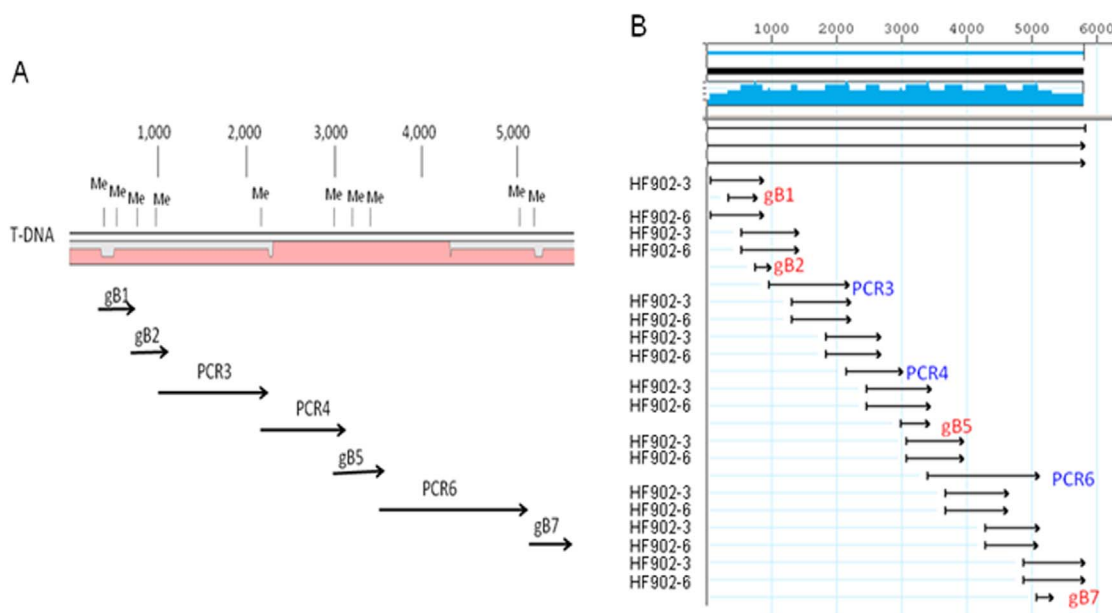 A
1,000 2,000 3,000 4,000 5,000
Me Me Me Me Me Me Me Me Me Me
T-DNA
gB1
gB2
PCR3
PCR4
gB5
PCR6
gB7
B
1000 2000 3000 4000 5000 6000
HF902-3
gB1
HF902-6
HF902-3
HF902-6
gB2
PCR3
HF902-3
HF902-6
HF902-3
HF902-6
PCR4
HF902-3
HF902-6
gB5
HF902-3
HF902-6
PCR6
HF902-3
HF902-6
HF902-3
HF902-6
HF902-3
HF902-6
gB7